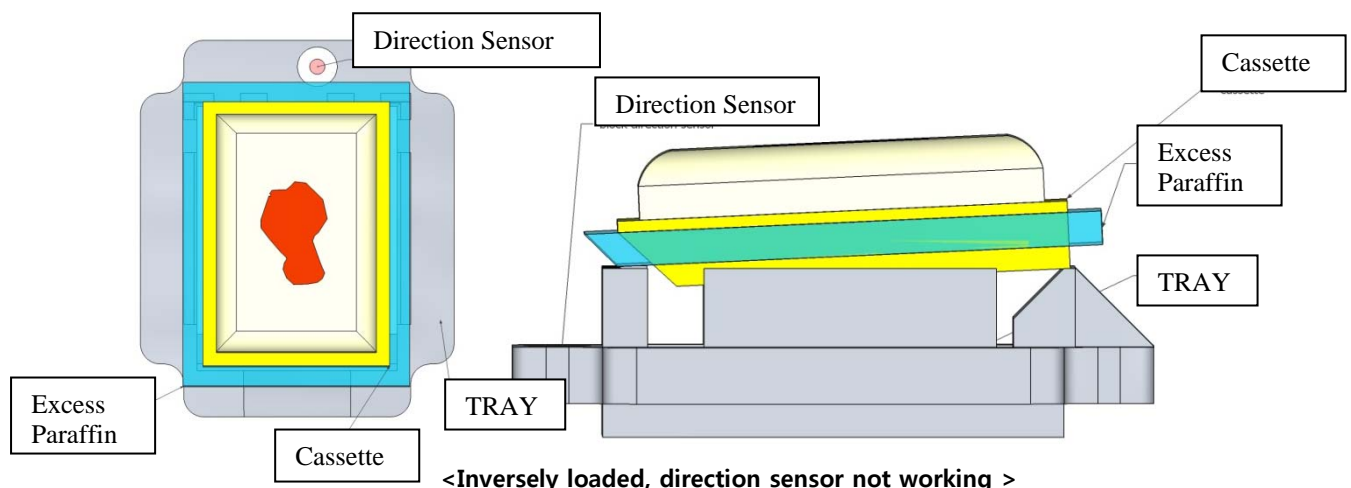 Direction Sensor
Cassette
Direction Sensor
Excess
Paraffin
TRAY
Excess
Paraffin
TRAY
Cassette
<Inversely loaded, direction sensor not working >